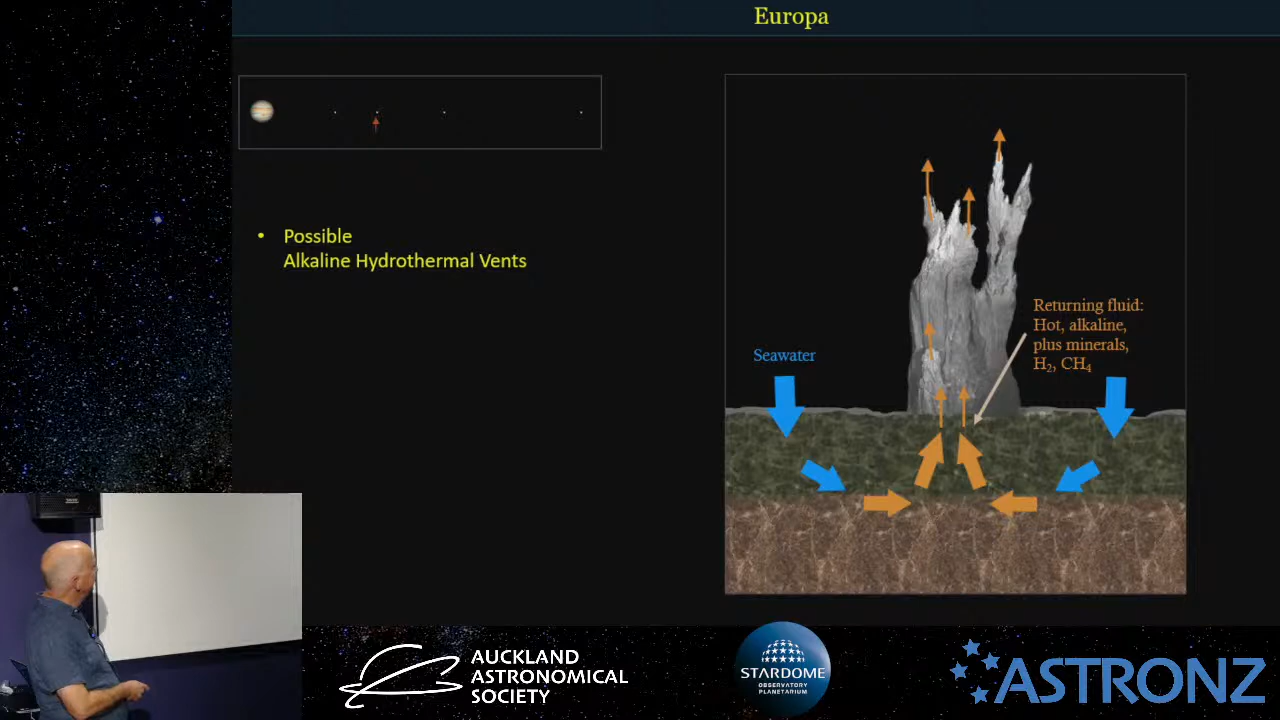 Europa
Possible
Alkaline Hydrothermal Vents
Seawater
Returning fluid:
Hot, alkaline,
plus minerals,
H₂, CH₄
AUCKLAND
ASTRONOMICAL
SOCIETY
STARDOME
OBSERVATORY
PLANETARIUM
ASTRONZ